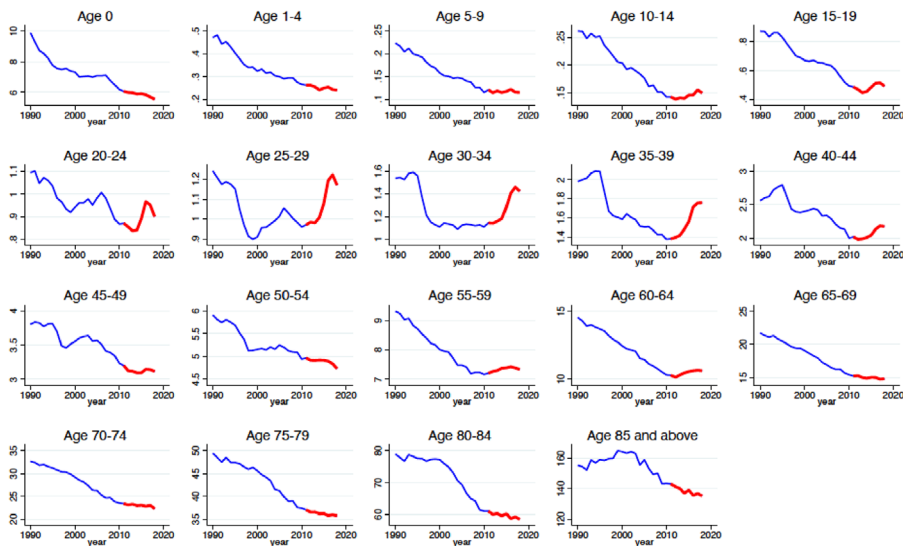 Age 0
10
8
6
1990 2000 2010 2020
year
Age 1-4
.5
.4
.3
.2
1990 2000 2010 2020
year
Age 5-9
.25
.2
.15
.1
1990 2000 2010 2020
year
Age 10-14
.25
.2
.15
1990 2000 2010 2020
year
Age 15-19
.8
.6
.4
1990 2000 2010 2020
year
Age 20-24
1.1
1
.9
.8
1990 2000 2010 2020
year
Age 25-29
1.2
1.1
1
.9
1990 2000 2010 2020
year
Age 30-34
1.6
1.4
1.2
1
1990 2000 2010 2020
year
Age 35-39
2
1.8
1.6
1.4
1990 2000 2010 2020
year
Age 40-44
3
2.5
2
1990 2000 2010 2020
year
Age 45-49
4
3.5
3
1990 2000 2010 2020
year
Age 50-54
6
5.5
5
4.5
1990 2000 2010 2020
year
Age 55-59
9
8
7
1990 2000 2010 2020
year
Age 60-64
15
10
1990 2000 2010 2020
year
Age 65-69
25
20
15
1990 2000 2010 2020
year
Age 70-74
35
30
25
20
1990 2000 2010 2020
year
Age 75-79
50
45
40
35
1990 2000 2010 2020
year
Age 80-84
80
70
60
1990 2000 2010 2020
year
Age 85 and above
160
140
120
1990 2000 2010 2020
year